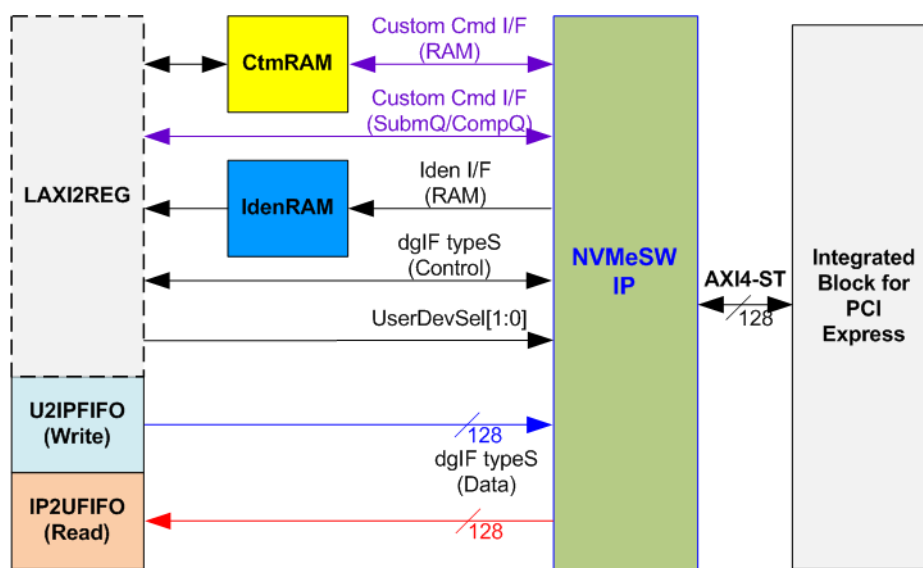 Custom Cmd I/F
(RAM)
CtmRAM
Custom Cmd I/F
(SubmQ/CompQ)
LAXI2REG
Iden I/F
(RAM)
IdenRAM
dgIF typeS
(Control)
NVMeSW
IP
AXI4-ST
128
Integrated
Block for
PCI
Express
UserDevSel[1:0]
U2IPFIFO
(Write)
128
dgIF typeS
(Data)
IP2UFIFO
(Read)
128